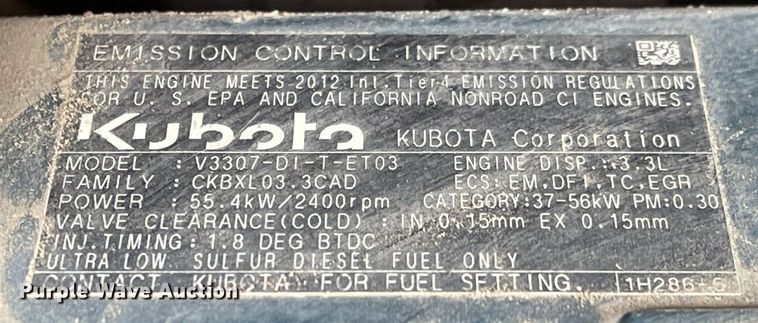 EMISSION CONTROL INFORMATION
THIS ENGINE MEETS 2012 Int.Tier4 EMISSION REGULATIONS
FOR U. S. EPA AND CALIFORNIA NONROAD CI ENGINES.
Kubota KUBOTA Corporation
MODEL : V3307-DI-T-ET03 ENGINE DISP.:3.3L
FAMILY : CKBXL03.3CAD ECS:EM,DFI,TC,EGR
POWER : 55.4kW/2400rpm CATEGORY:37-56kW PM:0.30
VALVE CLEARANCE(COLD) : IN 0.15mm EX 0.15mm
INJ.TIMING: 1.8 DEG BTDC
ULTRA LOW SULFUR DIESEL FUEL ONLY
CONTACT KUBOTA FOR FUEL SETTING.
Purple Wave Auction